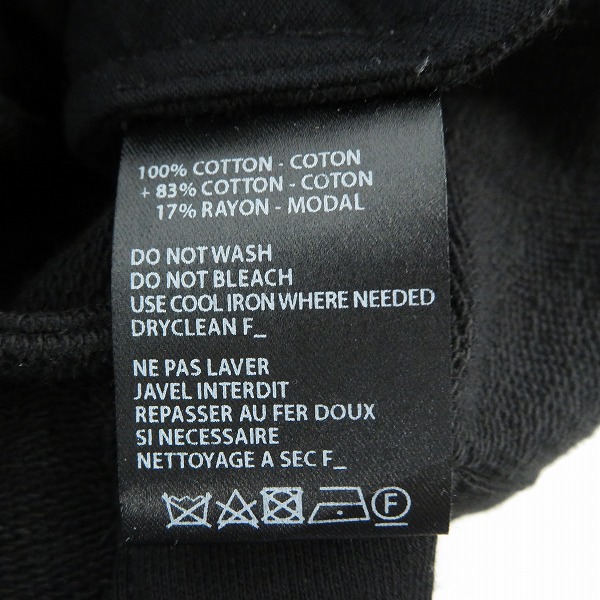 100% COTTON - COTON
+ 83% COTTON - COTON
17% RAYON - MODAL
DO NOT WASH
DO NOT BLEACH
USE COOL IRON WHERE NEEDED
DRYCLEAN F_
NE PAS LAVER
JAVEL INTERDIT
REPASSER AU FER DOUX
SI NECESSAIRE
NETTOYAGE A SEC F_
F